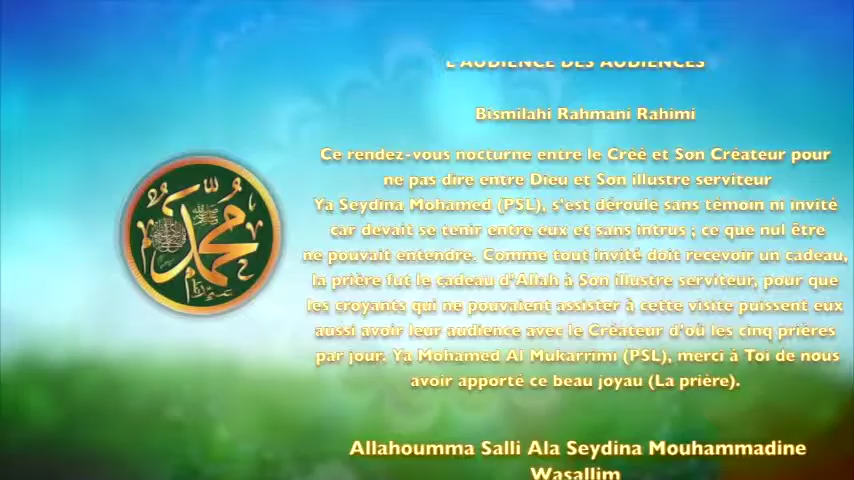 L'AUDIENCE DES AUDIENCES
Bismilahi Rahmani Rahimi
Ce rendez-vous nocturne entre le Créé et Son Créateur pour
ne pas dire entre Dieu et Son illustre serviteur
Ya Seydina Mohamed (PSL), s'est déroulé sans témoin ni invité
car devait se tenir entre eux et sans intrus ; ce que nul être
ne pouvait entendre. Comme tout invité doit recevoir un cadeau,
la prière fut le cadeau d'Allah à Son illustre serviteur, pour que
les croyants qui ne pouvaient assister à cette visite puissent eux
aussi avoir leur audience avec le Créateur d'où les cinq prières
par jour. Ya Mohamed Al Mukarrimi (PSL), merci à Toi de nous
avoir apporté ce beau joyau (La prière).
محمد
Allahoumma Salli Ala Seydina Mouhammadine
Wasallim